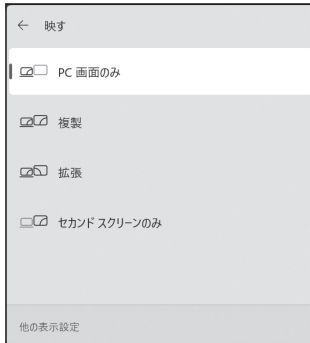 映す
PC 画面のみ
複製
拡張
セカンド スクリーンのみ
他の表示設定